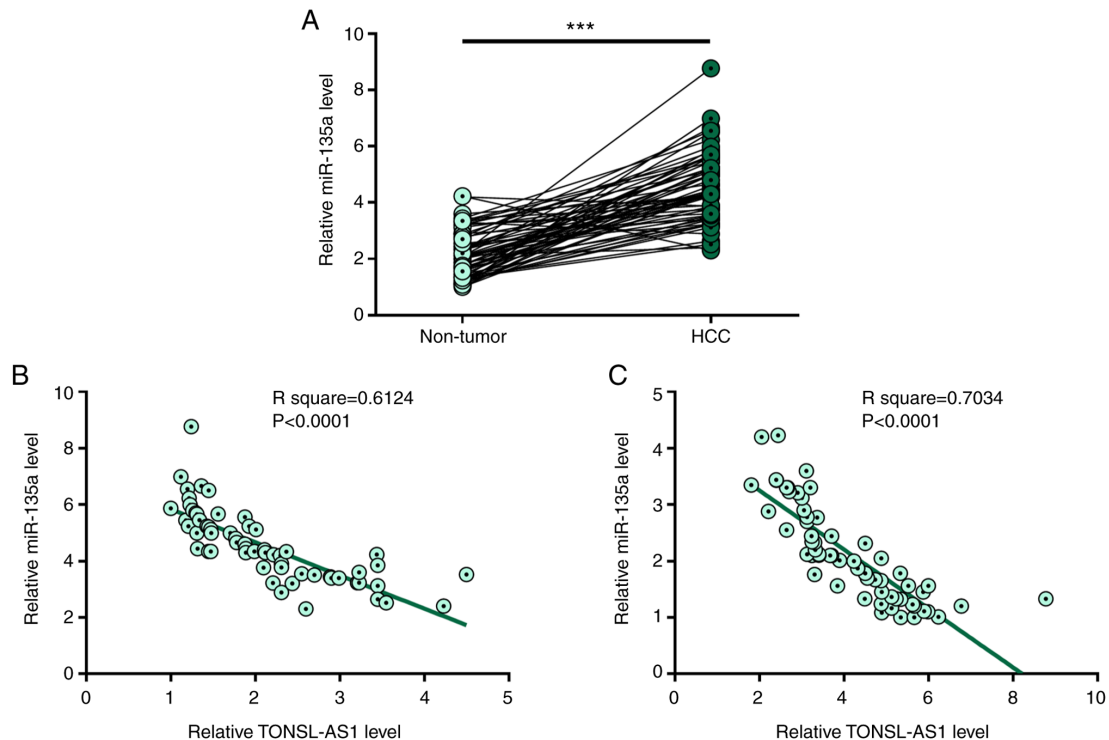 A
***
10
8
6
4
2
0
Relative miR-135a level
Non-tumor
HCC
B
R square=0.6124
P<0.0001
10
8
6
4
2
0
Relative miR-135a level
0 1 2 3 4 5
Relative TONSL-AS1 level
C
R square=0.7034
P<0.0001
5
4
3
2
1
0
Relative miR-135a level
0 2 4 6 8 10
Relative TONSL-AS1 level